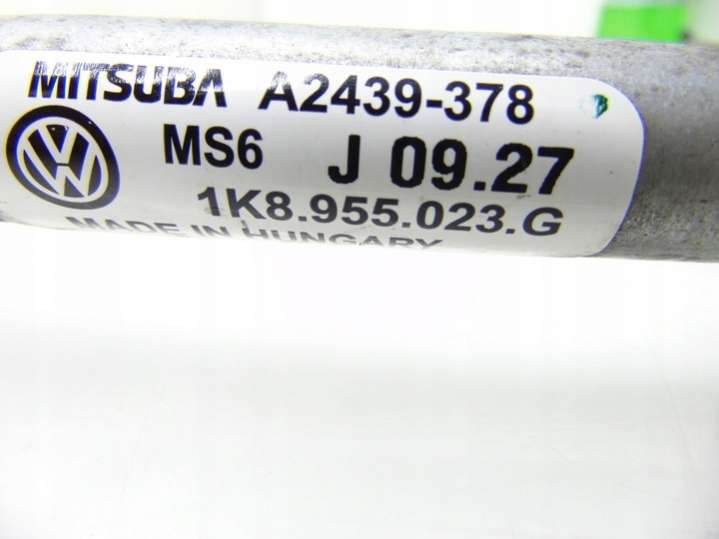 MITSUBA A2439-378
MS6 J 09.27
1K8.955.023.G
MADE IN HUNGARY